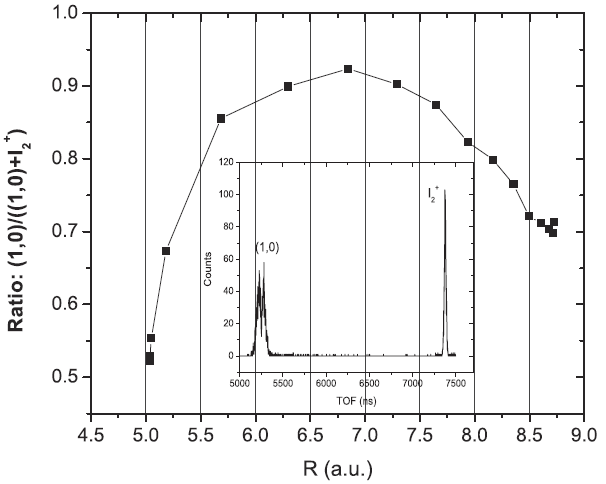 Ratio: (1,0)/((1,0)+I₂⁺)
1.0
0.9
0.8
0.7
0.6
0.5
4.5 5.0 5.5 6.0 6.5 7.0 7.5 8.0 8.5 9.0
R (a.u.)
Counts
120
100
80
60
40
20
0
(1,0)
I₂⁺
5000 5500 6000 6500 7000 7500
TOF (ns)